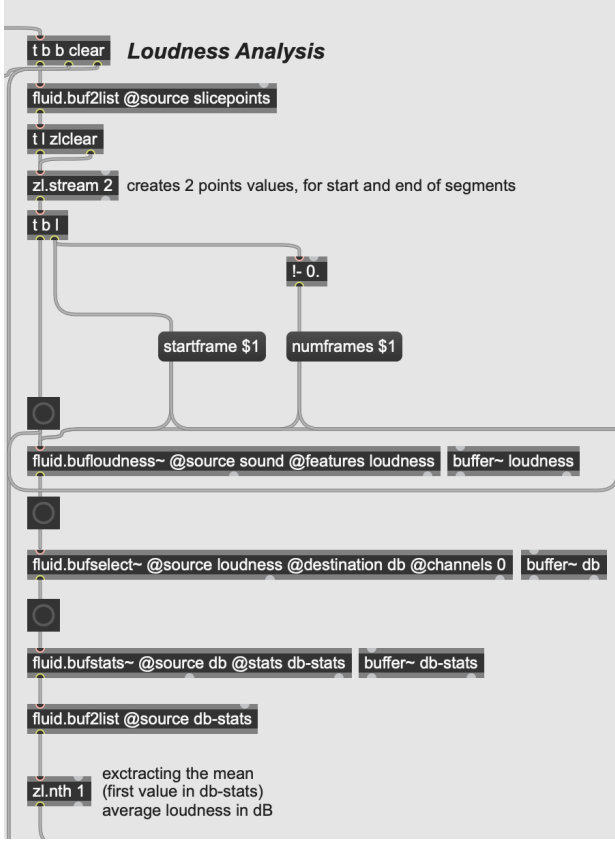 t b b clear
Loudness Analysis
fluid.buf2list @source slicepoints
t l zlclear
zl.stream 2
creates 2 points values, for start and end of segments
t b l
!- 0.
startframe $1
numframes $1
fluid.bufloudness~ @source sound @features loudness
buffer~ loudness
fluid.bufselect~ @source loudness @destination db @channels 0
buffer~ db
fluid.bufstats~ @source db @stats db-stats
buffer~ db-stats
fluid.buf2list @source db-stats
zl.nth 1
exctracting the mean
(first value in db-stats)
average loudness in dB